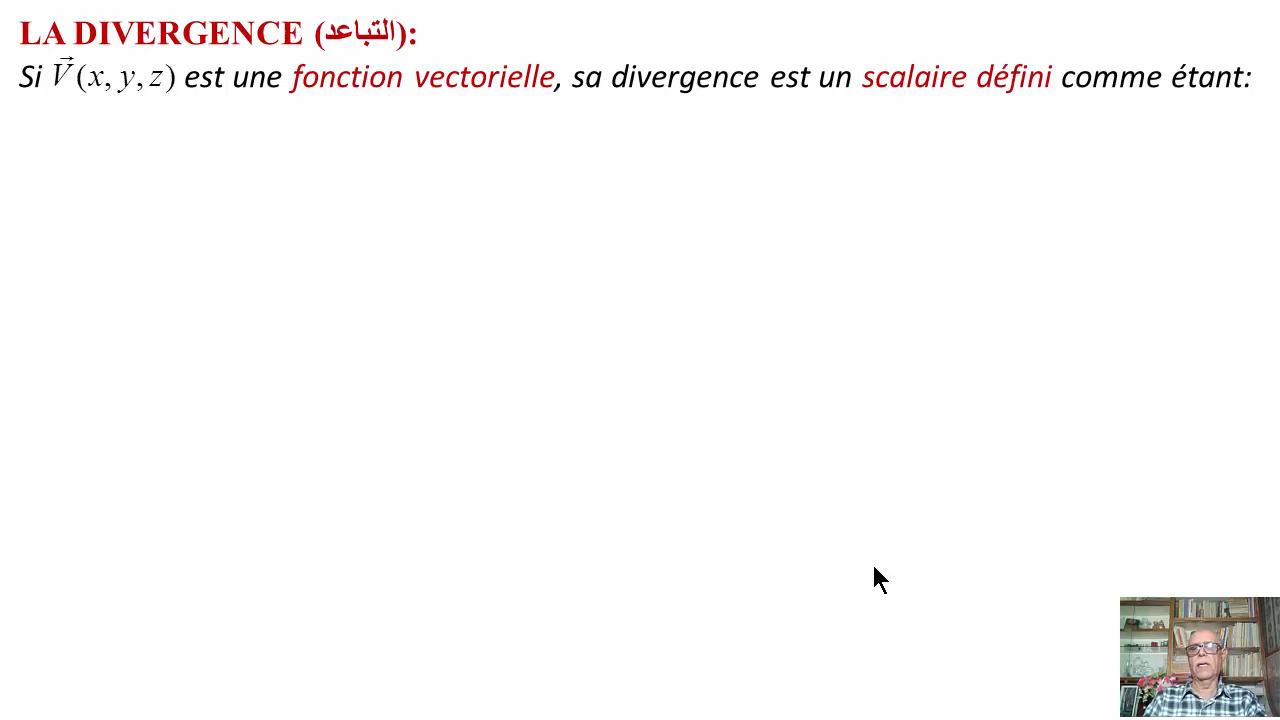 LA DIVERGENCE (التباعد):
Si V⃗(x, y, z) est une fonction vectorielle, sa divergence est un scalaire défini comme étant: